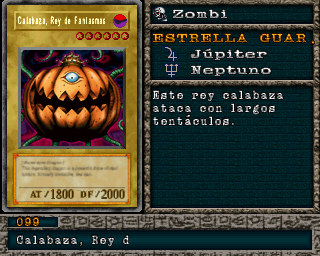 Calabaza, Rey de Fantasmas
AT/1800 DF/2000
Zombi
ESTRELLA GUAR.
Júpiter
Neptuno
Este rey calabaza
ataca con largos
tentáculos.
099
Calabaza, Rey d